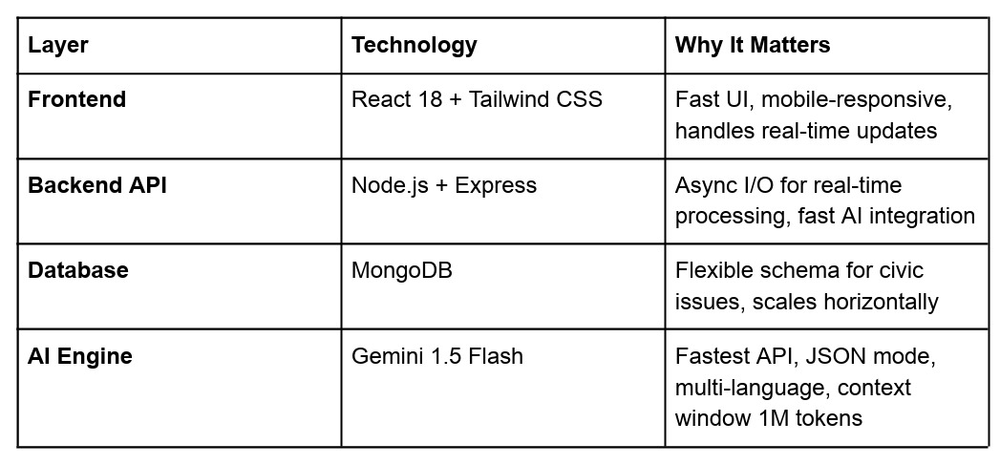 Layer Technology Why It Matters
Frontend React 18 + Tailwind CSS Fast UI, mobile-responsive,
handles real-time updates
Backend API Node.js + Express Async I/O for real-time
processing, fast AI integration
Database MongoDB Flexible schema for civic
issues, scales horizontally
AI Engine Gemini 1.5 Flash Fastest API, JSON mode,
multi-language, context
window 1M tokens